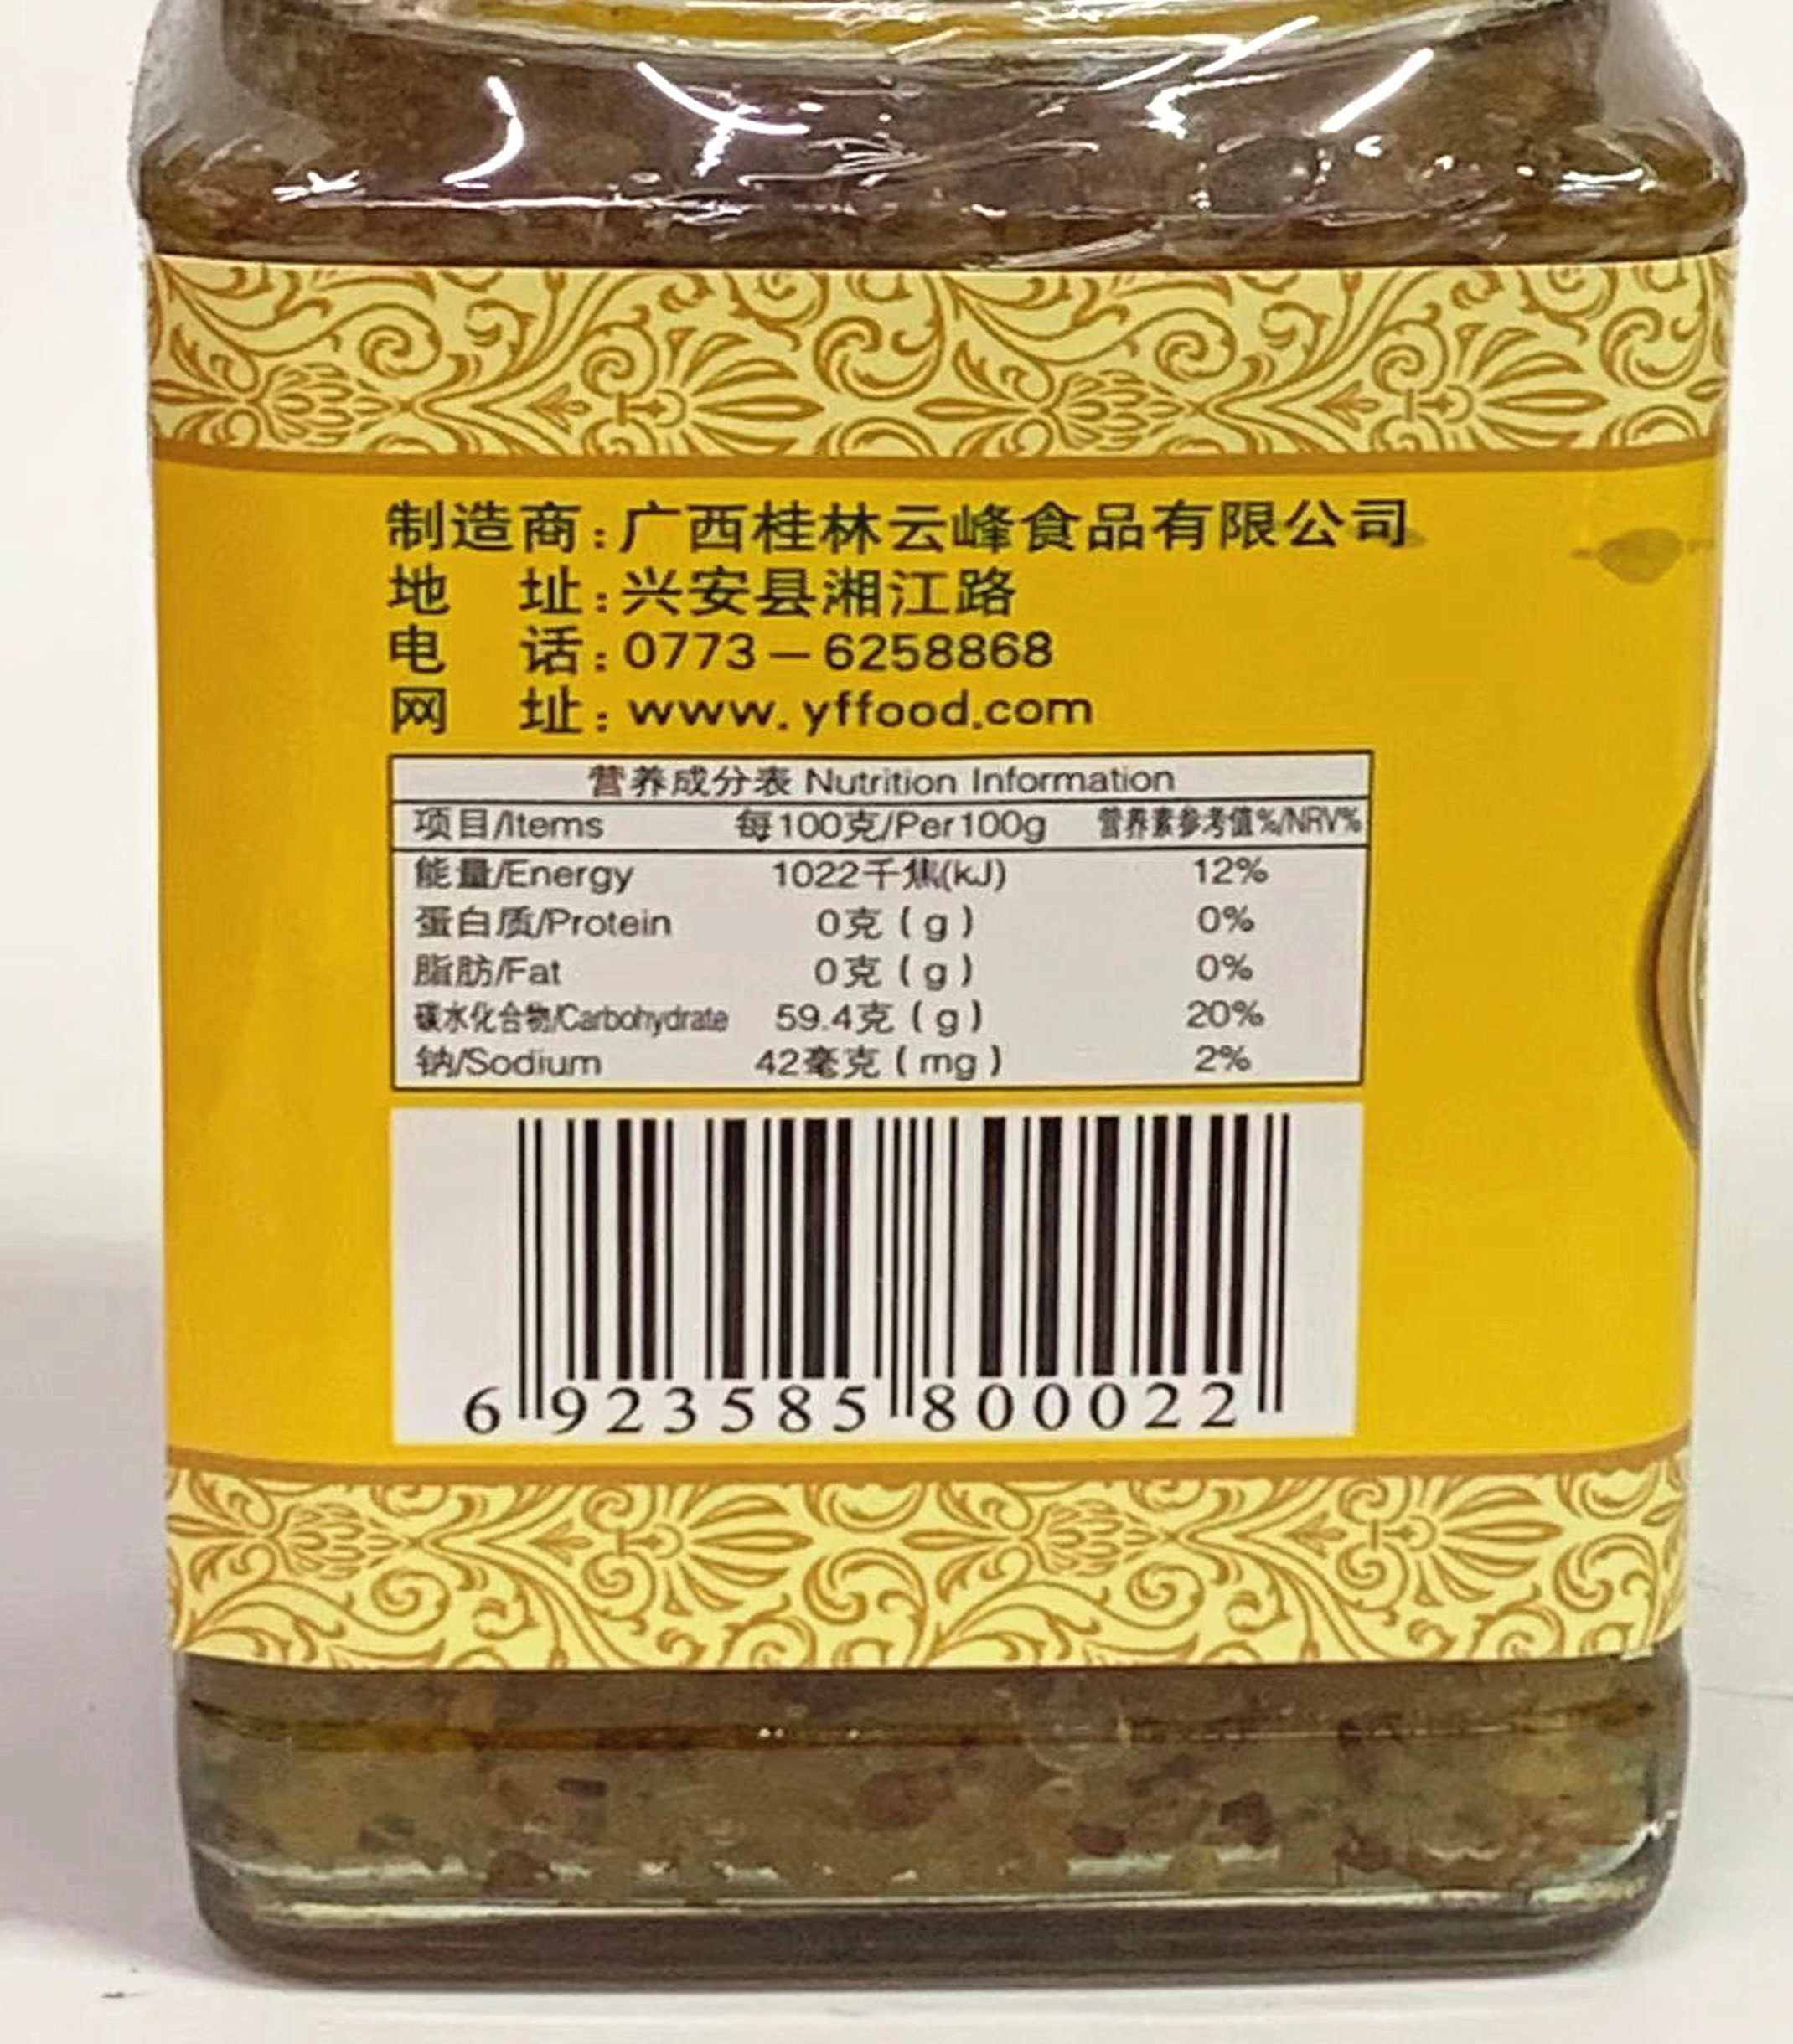 制造商:广西桂林云峰食品有限公司
地 址:兴安县湘江路
电 话:0773-6258868
网 址:www.yffood.com
营养成分表 Nutrition Information
项目/Items 每100克/Per100g 营养素参考值%/NRV%
能量/Energy 1022千焦(kJ) 12%
蛋白质/Protein 0克(g) 0%
脂肪/Fat 0克(g) 0%
碳水化合物/Carbohydrate 59.4克(g) 20%
钠/Sodium 42毫克(mg) 2%
6 923585 800022